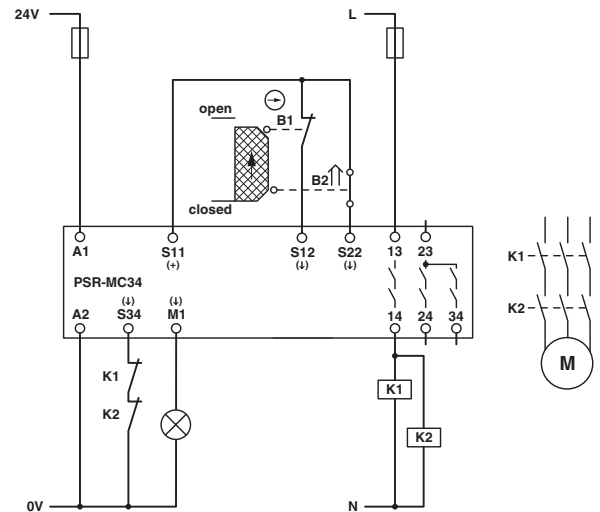 24V
L
open
B1
B2
closed
A1
S11
(+)
S12
(↓)
S22
(↓)
13
23
PSR-MC34
A2
(↓)
S34
(↓)
M1
14
24
34
K1
K2
M
K1
K2
K1
K2
0V
N